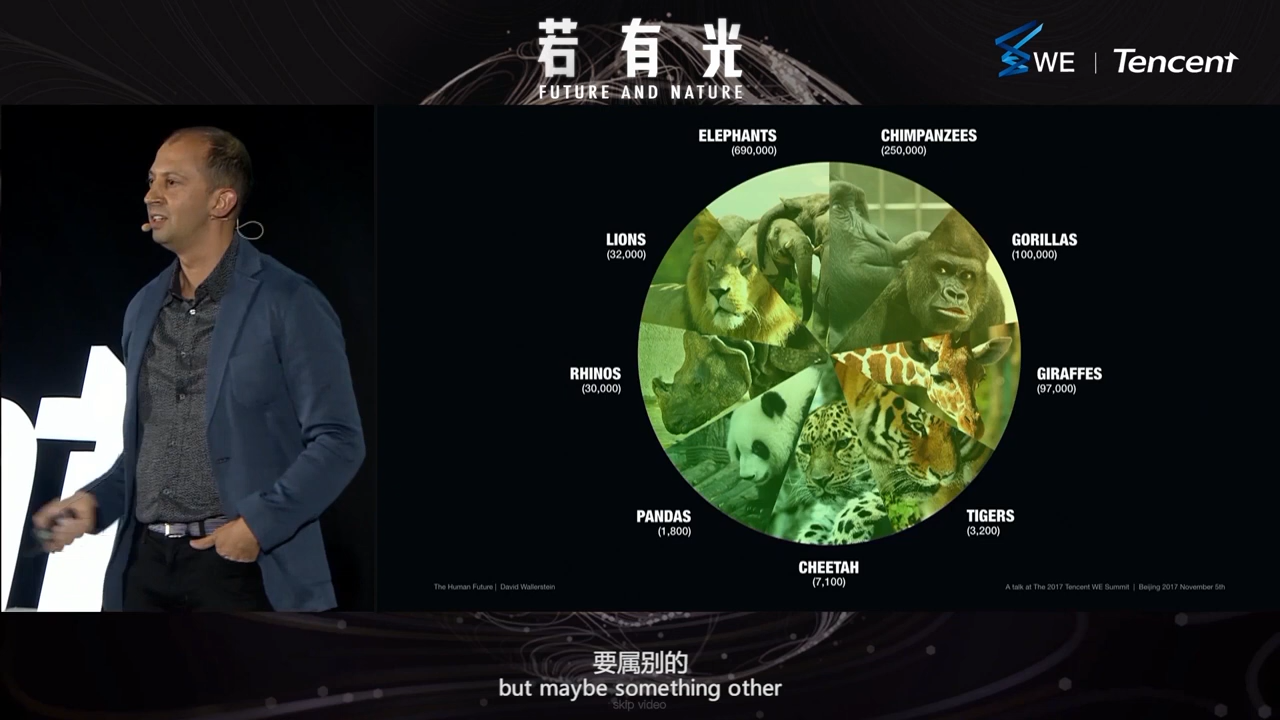 若有光
FUTURE AND NATURE
WE | Tencent
ELEPHANTS
(690,000)
CHIMPANZEES
(250,000)
LIONS
(32,000)
GORILLAS
(100,000)
RHINOS
(30,000)
GIRAFFES
(97,000)
PANDAS
(1,800)
TIGERS
(3,200)
CHEETAH
(7,100)
The Human Future | David Wallerstein
A talk at The 2017 Tencent WE Summit | Beijing 2017 November 5th
要属别的
but maybe something other
skip video